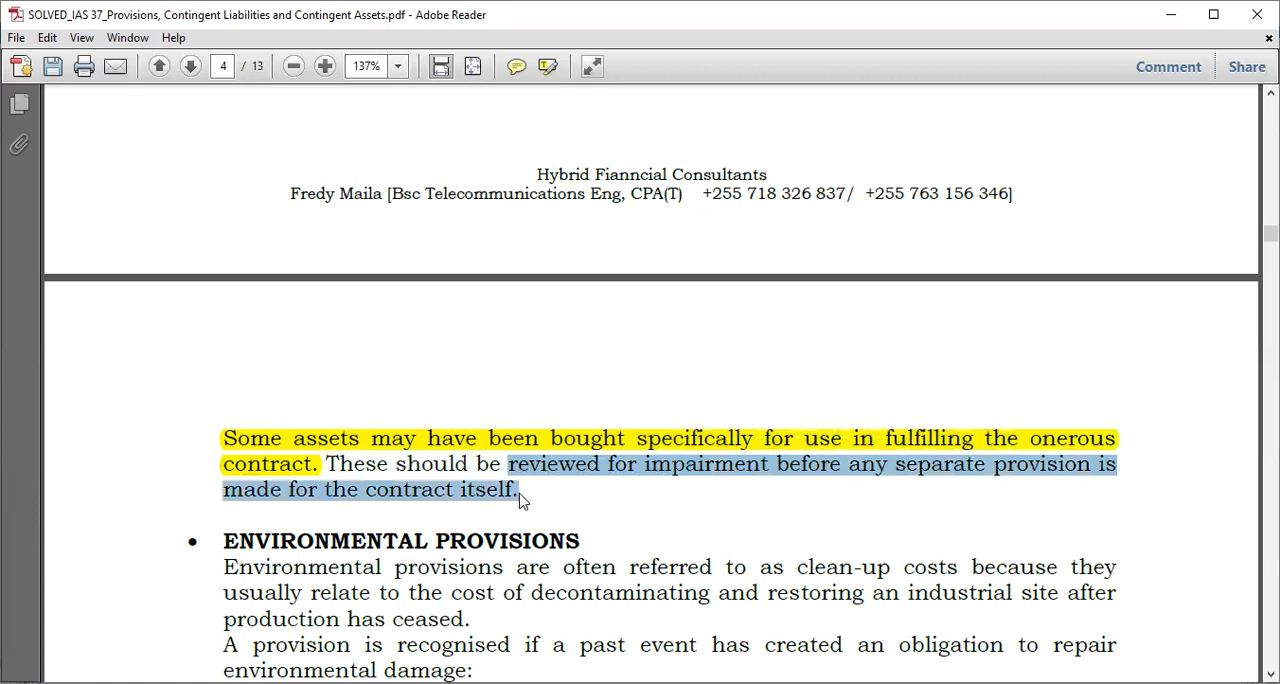 SOLVED_IAS 37_Provisions, Contingent Liabilities and Contingent Assets.pdf - Adobe Reader
File Edit View Window Help
4 / 13 137% Comment Share
Hybrid Fianncial Consultants
Fredy Maila [Bsc Telecommunications Eng, CPA(T) +255 718 326 837/ +255 763 156 346]
Some assets may have been bought specifically for use in fulfilling the onerous
contract. These should be reviewed for impairment before any separate provision is
made for the contract itself.
• ENVIRONMENTAL PROVISIONS
Environmental provisions are often referred to as clean-up costs because they
usually relate to the cost of decontaminating and restoring an industrial site after
production has ceased.
A provision is recognised if a past event has created an obligation to repair
environmental damage: